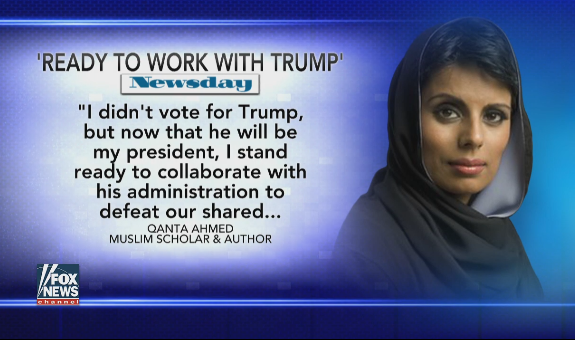 'READY TO WORK WITH TRUMP'
Newsday
"I didn't vote for Trump,
but now that he will be
my president, I stand
ready to collaborate with
his administration to
defeat our shared...
QANTA AHMED
MUSLIM SCHOLAR & AUTHOR
FOX
NEWS
channel